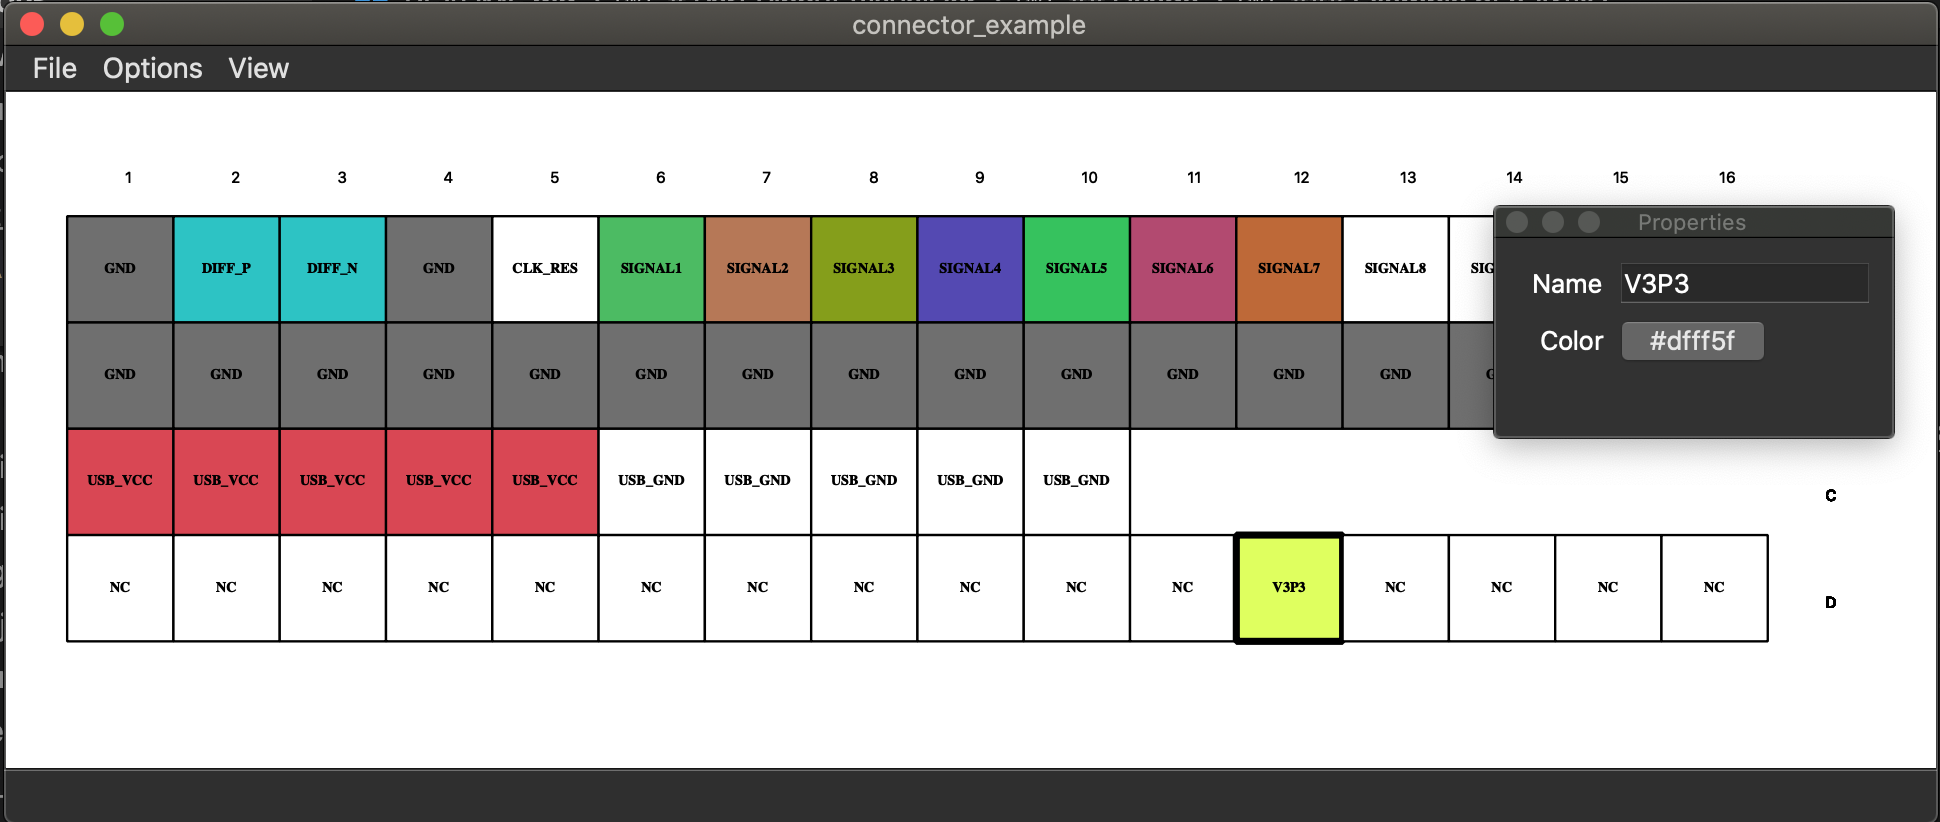 connector_example
File Options View
1 2 3 4 5 6 7 8 9 10 11 12 13 14 15 16
Properties
Name V3P3
Color #dfff5f
GND DIFF_P DIFF_N GND CLK_RES SIGNAL1 SIGNAL2 SIGNAL3 SIGNAL4 SIGNAL5 SIGNAL6 SIGNAL7 SIGNAL8 SIG
GND GND GND GND GND GND GND GND GND GND GND GND GND G
USB_VCC USB_VCC USB_VCC USB_VCC USB_VCC USB_GND USB_GND USB_GND USB_GND USB_GND C
NC NC NC NC NC NC NC NC NC NC NC V3P3 NC NC NC NC D